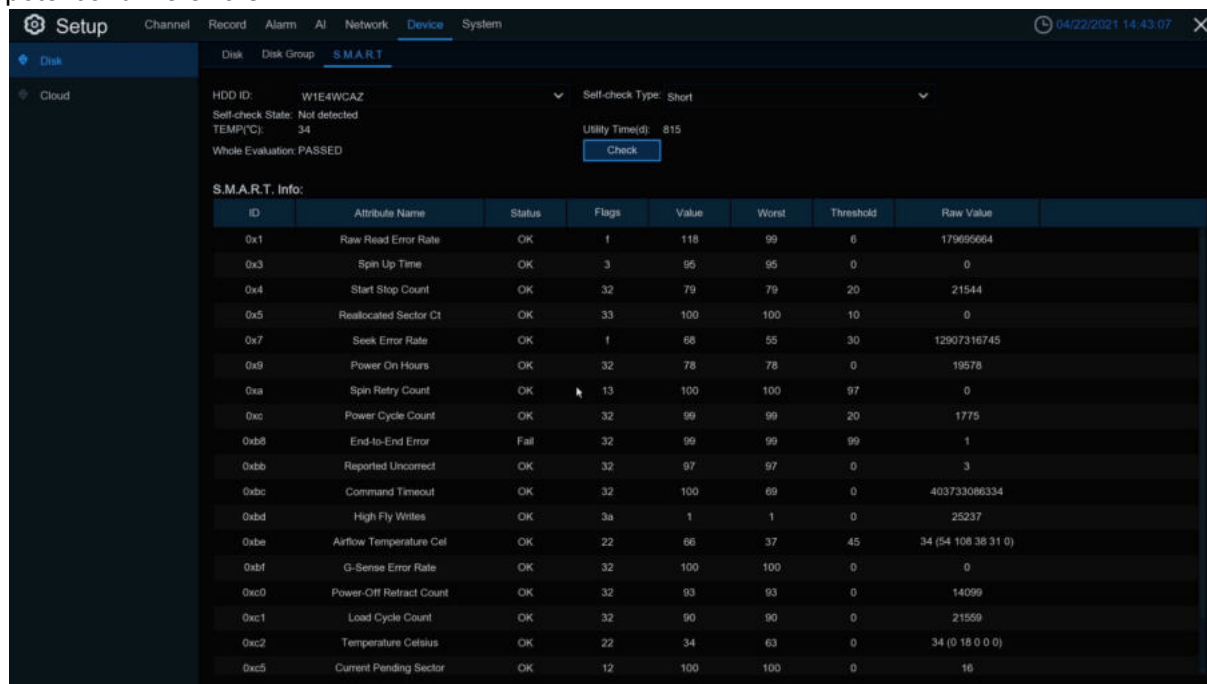 Setup Channel Record Alarm AI Network Device System 04/22/2021 14:43:07
Disk
Cloud
Disk Disk Group S.M.A.R.T
HDD ID: W1E4WCAZ Self-check Type: Short
Self-check State: Not detected
TEMP(°C): 34 Utility Time(d): 815
Whole Evaluation: PASSED Check
S.M.A.R.T. Info:
ID Attribute Name Status Flags Value Worst Threshold Raw Value
0x1 Raw Read Error Rate OK f 118 99 6 179695664
0x3 Spin Up Time OK 3 95 95 0 0
0x4 Start Stop Count OK 32 79 79 20 21544
0x5 Reallocated Sector Ct OK 33 100 100 10 0
0x7 Seek Error Rate OK f 68 55 30 12907316745
0x9 Power On Hours OK 32 78 78 0 19578
0xa Spin Retry Count OK 13 100 100 97 0
0xc Power Cycle Count OK 32 99 99 20 1775
0xb8 End-to-End Error Fail 32 99 99 99 1
0xbb Reported Uncorrect OK 32 97 97 0 3
0xbc Command Timeout OK 32 100 69 0 403733086334
0xbd High Fly Writes OK 3a 1 1 0 25237
0xbe Airflow Temperature Cel OK 22 66 37 45 34 (54 108 38 31 0)
0xbf G-Sense Error Rate OK 32 100 100 0 0
0xc0 Power-Off Retract Count OK 32 93 93 0 14099
0xc1 Load Cycle Count OK 32 90 90 0 21559
0xc2 Temperature Celsius OK 22 34 63 0 34 (0 18 0 0 0)
0xc5 Current Pending Sector OK 12 100 100 0 16